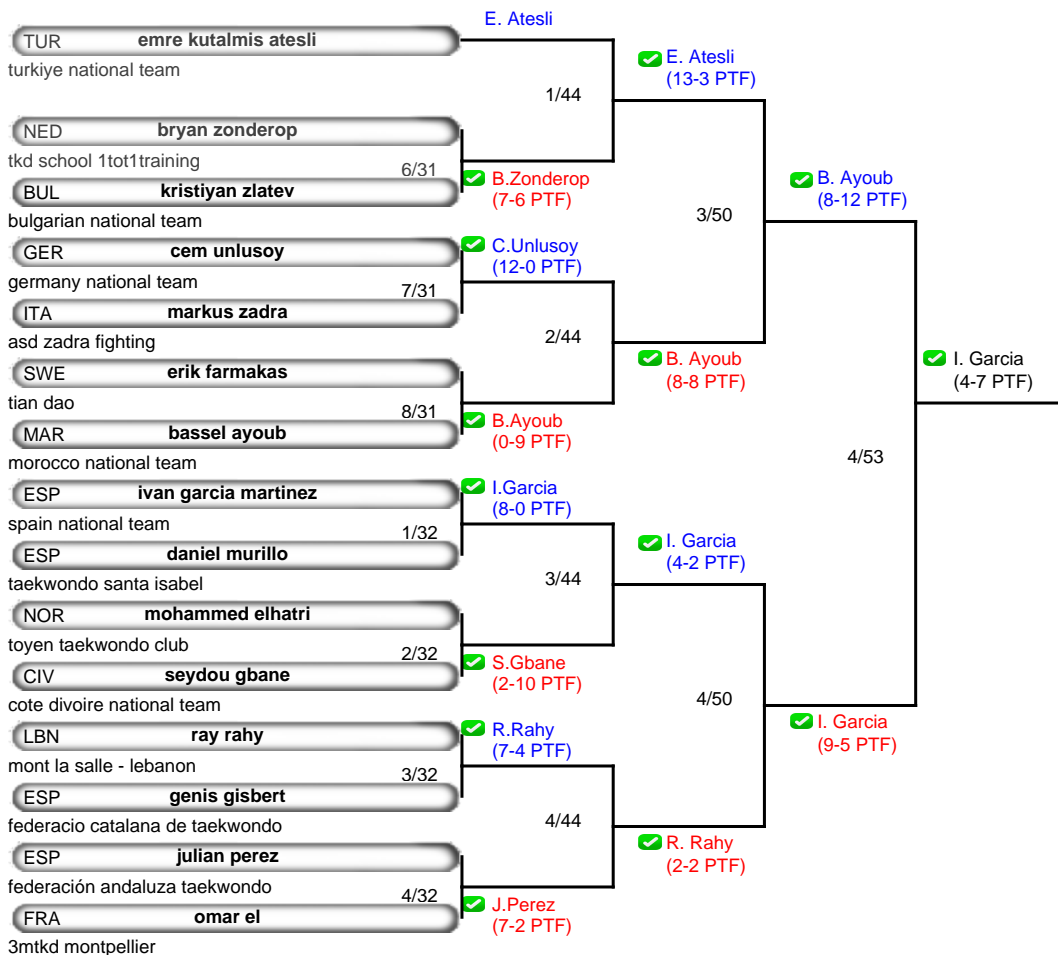 E. Atesli
TUR emre kutalmis atesli
turkiye national team
E. Atesli
(13-3 PTF)
1/44
NED bryan zonderop
tkd school 1tot1training
6/31
B.Zonderop
(7-6 PTF)
BUL kristiyan zlatev
bulgarian national team
B. Ayoub
(8-12 PTF)
3/50
GER cem unlusoy
C.Unlusoy
(12-0 PTF)
germany national team
7/31
ITA markus zadra
asd zadra fighting
2/44
B. Ayoub
(8-8 PTF)
I. Garcia
(4-7 PTF)
SWE erik farmakas
tian dao
8/31
B.Ayoub
(0-9 PTF)
MAR bassel ayoub
morocco national team
4/53
ESP ivan garcia martinez
I.Garcia
(8-0 PTF)
spain national team
1/32
ESP daniel murillo
taekwondo santa isabel
I. Garcia
(4-2 PTF)
3/44
NOR mohammed elhatri
toyen taekwondo club
2/32
S.Gbane
(2-10 PTF)
CIV seydou gbane
cote divoire national team
4/50
I. Garcia
(9-5 PTF)
LBN ray rahy
R.Rahy
(7-4 PTF)
mont la salle - lebanon
3/32
ESP genis gisbert
federacio catalana de taekwondo
4/44
R. Rahy
(2-2 PTF)
ESP julian perez
federación andaluza taekwondo
4/32
J.Perez
(7-2 PTF)
FRA omar el
3mtkd montpellier